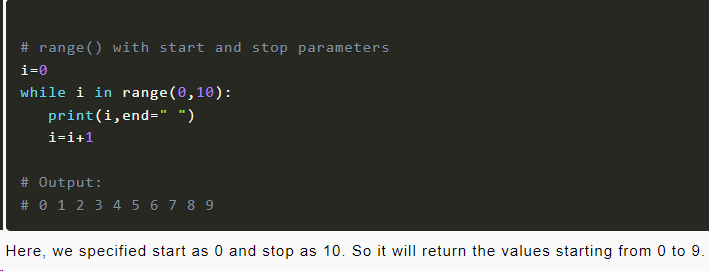 # range() with start and stop parameters
i=0
while i in range(0,10):
   print(i,end=" ")
   i=i+1
# Output:
# 0 1 2 3 4 5 6 7 8 9
Here, we specified start as 0 and stop as 10. So it will return the values starting from 0 to 9.